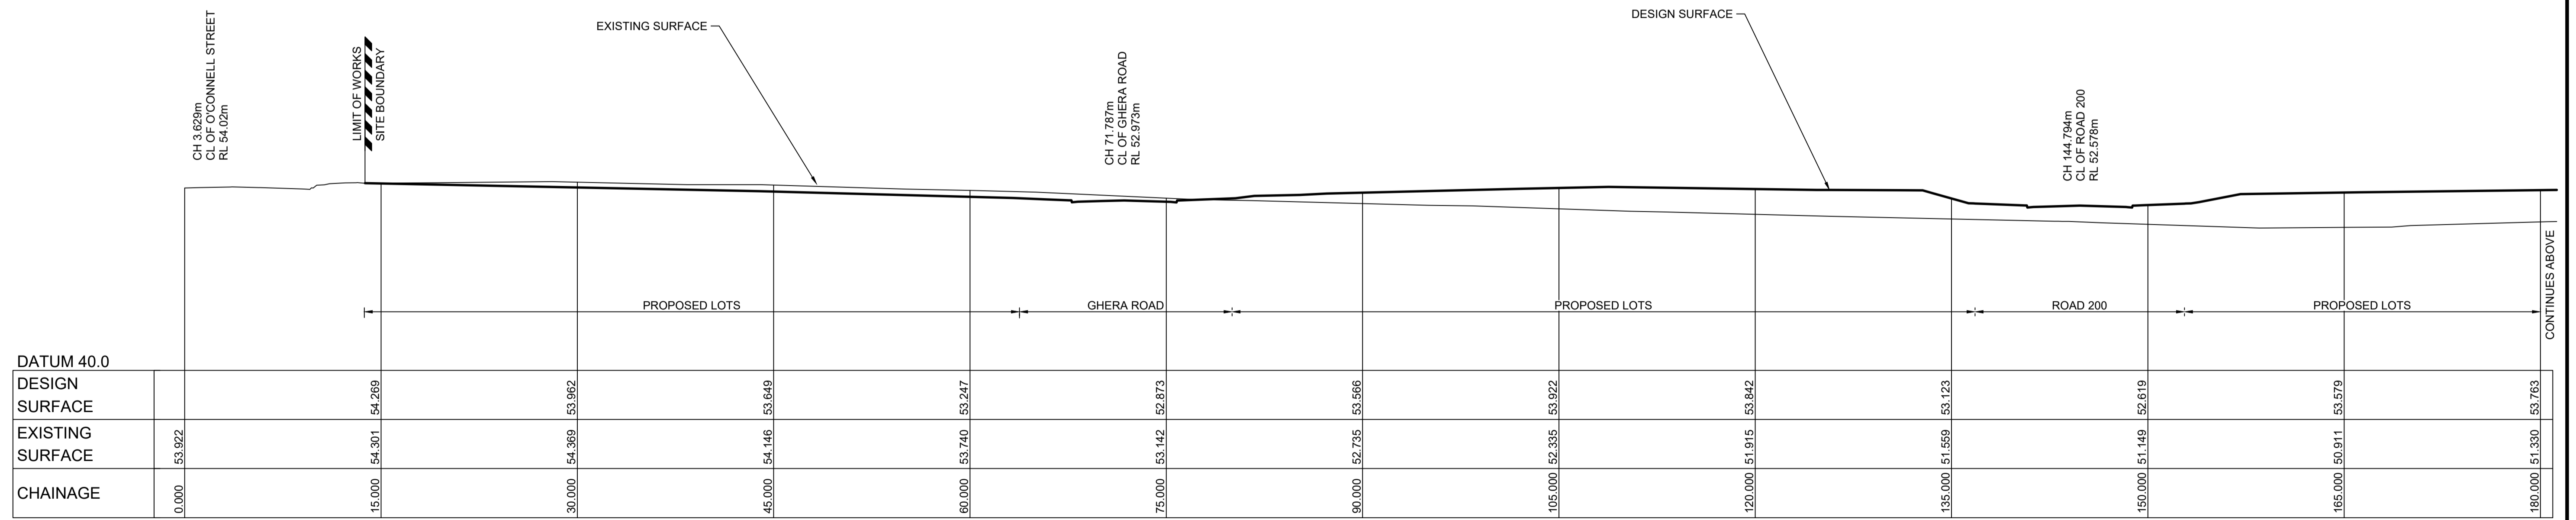 CH 3.629m
CL OF O'CONNELL STREET
RL 54.02m
LIMIT OF WORKS
SITE BOUNDARY
EXISTING SURFACE
CH 71.787m
CL OF GHERA ROAD
RL 52.973m
DESIGN SURFACE
CH 144.794m
CL OF ROAD 200
RL 52.578m
PROPOSED LOTS
GHERA ROAD
PROPOSED LOTS
ROAD 200
PROPOSED LOTS
CONTINUES ABOVE
DATUM 40.0
DESIGN
SURFACE
54.269
53.962
53.649
53.247
52.873
53.566
53.922
53.842
53.123
52.619
53.579
53.763
EXISTING
SURFACE
53.922
54.301
54.369
54.146
53.740
53.142
52.735
52.335
51.915
51.559
51.149
50.911
51.330
CHAINAGE
0.000
15.000
30.000
45.000
60.000
75.000
90.000
105.000
120.000
135.000
150.000
165.000
180.000